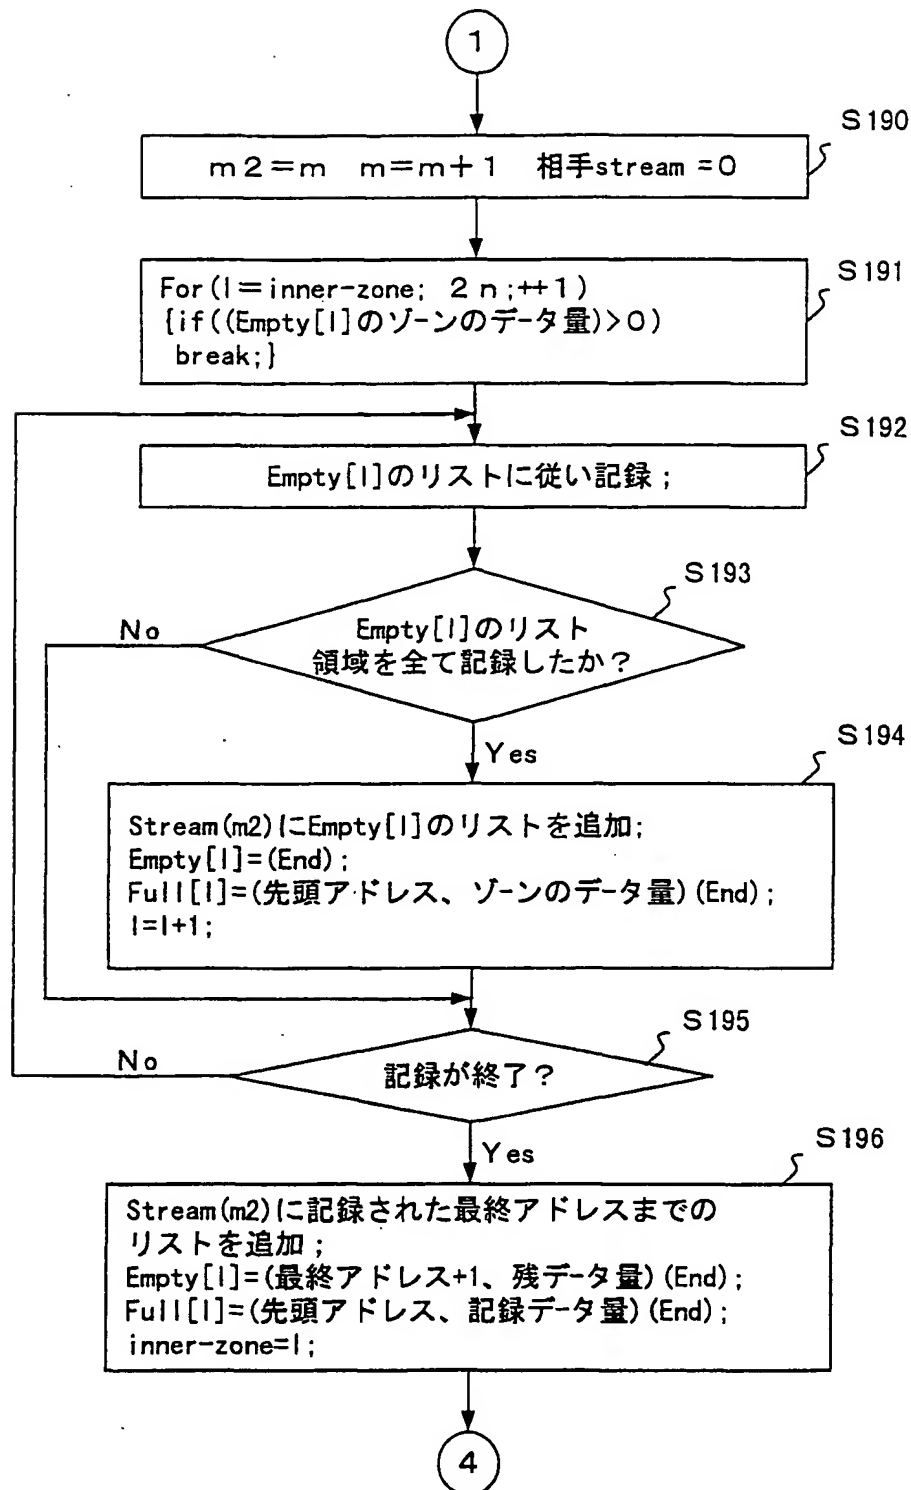 1
S190
m2=m m=m+1 相手stream =0
S191
For(l=inner-zone; 2n;++1)
{if((Empty[l]のゾーンのデータ量)>0)
break;}
S192
Empty[l]のリストに従い記録;
S193
No
Empty[l]のリスト
領域を全て記録したか?
Yes
S194
Stream(m2)にEmpty[l]のリストを追加;
Empty[l]=(End);
Full[l]=(先頭アドレス、ゾーンのデータ量)(End);
l=l+1;
S195
No
記録が終了?
Yes
S196
Stream(m2)に記録された最終アドレスまでの
リストを追加;
Empty[l]=(最終アドレス+1、残データ量)(End);
Full[l]=(先頭アドレス、記録データ量)(End);
inner-zone=l;
4